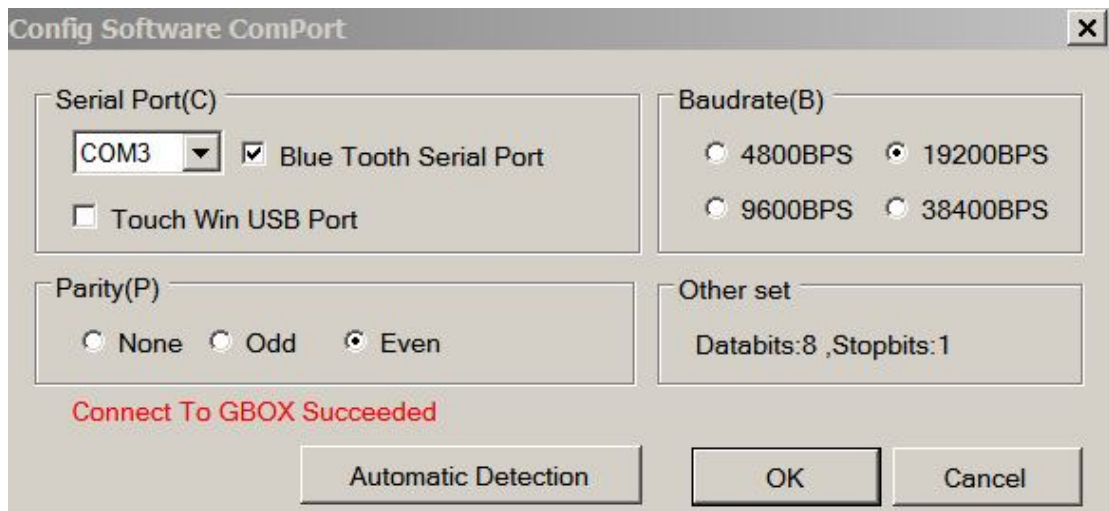 Config Software ComPort
Serial Port(C)
COM3
Blue Tooth Serial Port
Touch Win USB Port
Baudrate(B)
4800BPS
19200BPS
9600BPS
38400BPS
Parity(P)
None
Odd
Even
Other set
Databits:8 ,Stopbits:1
Connect To GBOX Succeeded
Automatic Detection
OK
Cancel